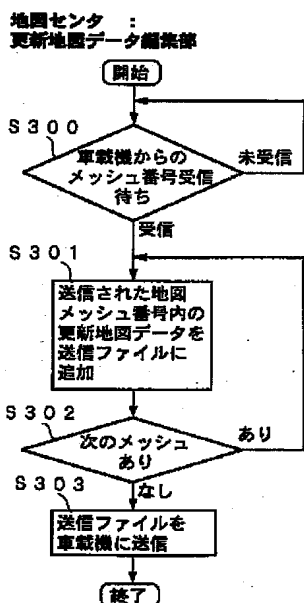 地図センタ ：
更新地図データ編集部
開始
S300
車載機からの
メッシュ番号受信
待ち
未受信
受信
S301
送信された地図
メッシュ番号内の
更新地図データを
送信ファイルに
追加
S302
次のメッシュ
あり
あり
なし
S303
送信ファイルを
車載機に送信
終了